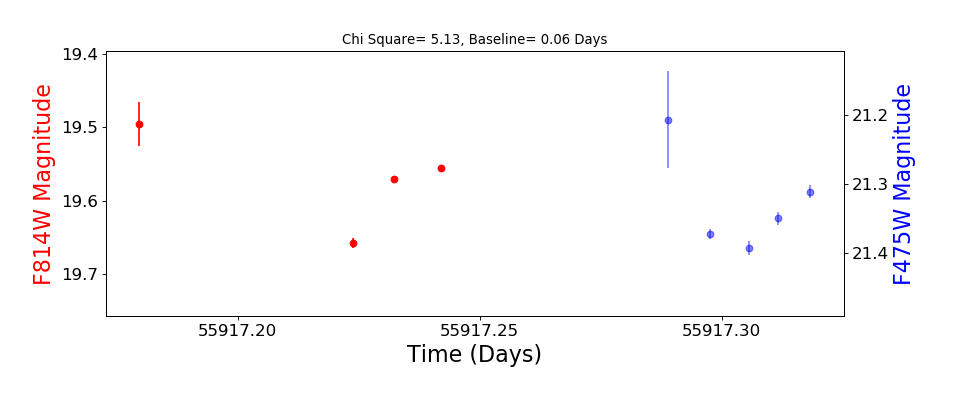 Chi Square= 5.13, Baseline= 0.06 Days
F814W Magnitude
19.4
19.5
19.6
19.7
21.2
21.3
21.4
F475W Magnitude
55917.20
55917.25
55917.30
Time (Days)